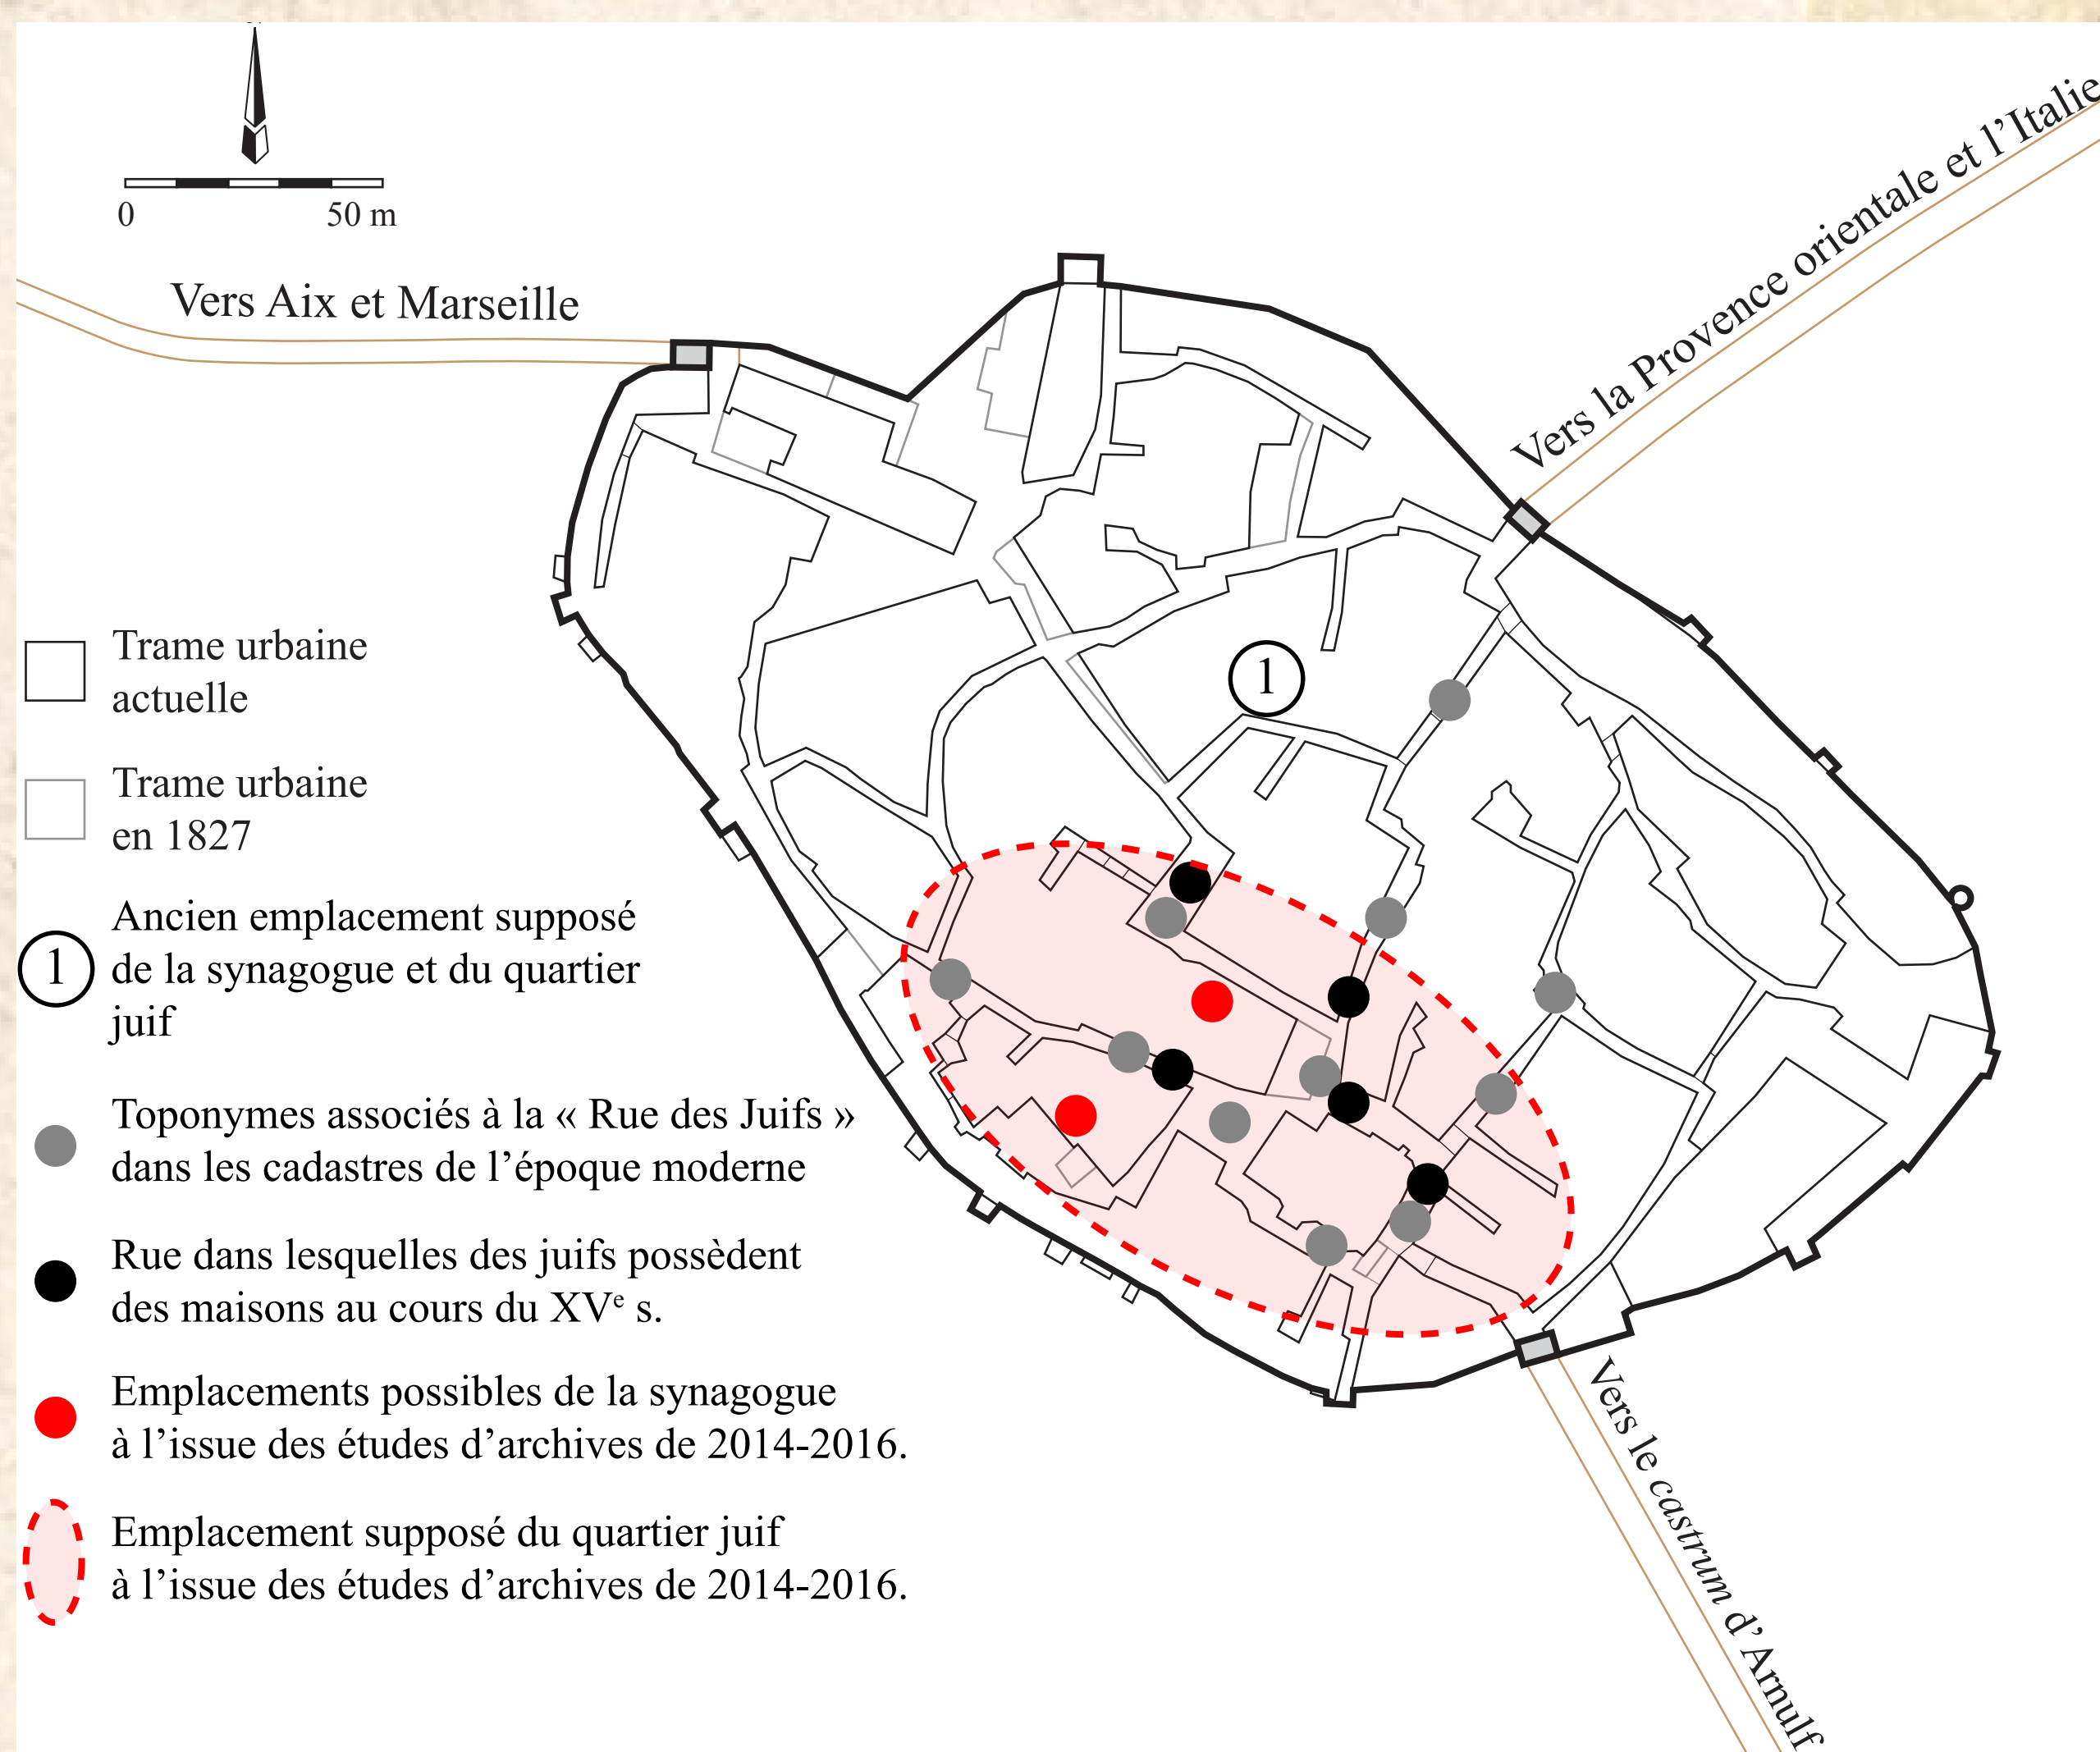 0
50 m
Vers Aix et Marseille
Vers la Provence orientale et l’Italie
1
Trame urbaine
actuelle
Trame urbaine
en 1827
1
Ancien emplacement supposé
de la synagogue et du quartier
juif
Toponymes associés à la « Rue des Juifs »
dans les cadastres de l’époque moderne
Rue dans lesquelles des juifs possèdent
des maisons au cours du XVᵉ s.
Emplacements possibles de la synagogue
à l’issue des études d’archives de 2014-2016.
Emplacement supposé du quartier juif
à l’issue des études d’archives de 2014-2016.
Vers le castrum d’Arnulf